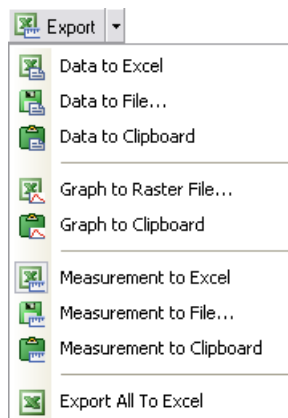 Export
Data to Excel
Data to File...
Data to Clipboard
Graph to Raster File...
Graph to Clipboard
Measurement to Excel
Measurement to File...
Measurement to Clipboard
Export All To Excel